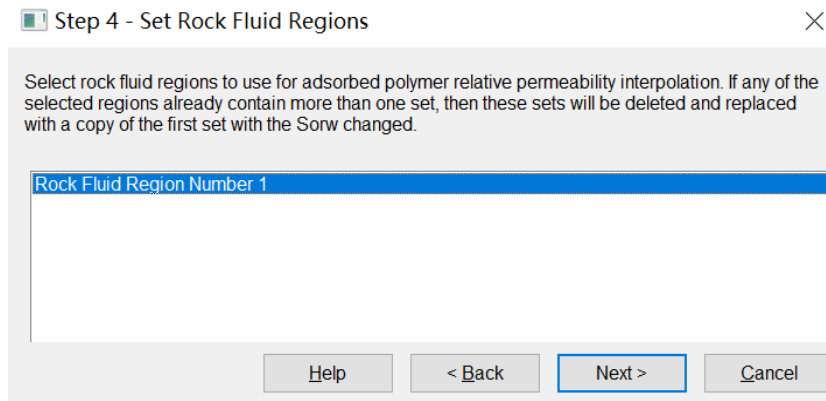 Step 4 - Set Rock Fluid Regions
Select rock fluid regions to use for adsorbed polymer relative permeability interpolation. If any of the
selected regions already contain more than one set, then these sets will be deleted and replaced
with a copy of the first set with the Sorw changed.
Rock Fluid Region Number 1
Help
< Back
Next >
Cancel